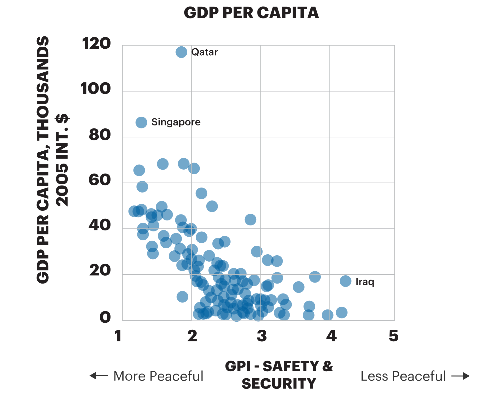 GDP PER CAPITA
GDP PER CAPITA, THOUSANDS
2005 INT. $
120
Qatar
100
Singapore
80
60
40
20
Iraq
0
1 2 3 4 5
← More Peaceful
GPI - SAFETY &
SECURITY
Less Peaceful →